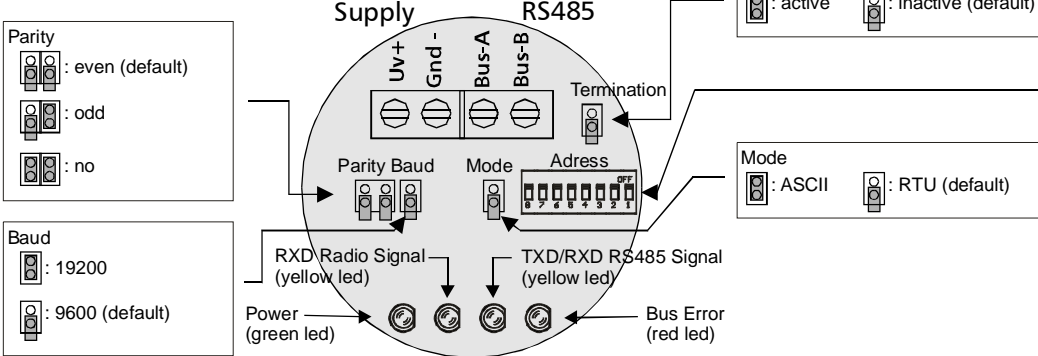 Supply RS485
: active : inactive (default)
Parity
: even (default)
: odd
: no
Uv+
Gnd -
Bus-A
Bus-B
Termination
Parity Baud Mode Adress
OFF
8 7 6 5 4 3 2 1
Mode
: ASCII : RTU (default)
Baud
: 19200
: 9600 (default)
RXD Radio Signal
(yellow led)
TXD/RXD RS485 Signal
(yellow led)
Power
(green led)
Bus Error
(red led)